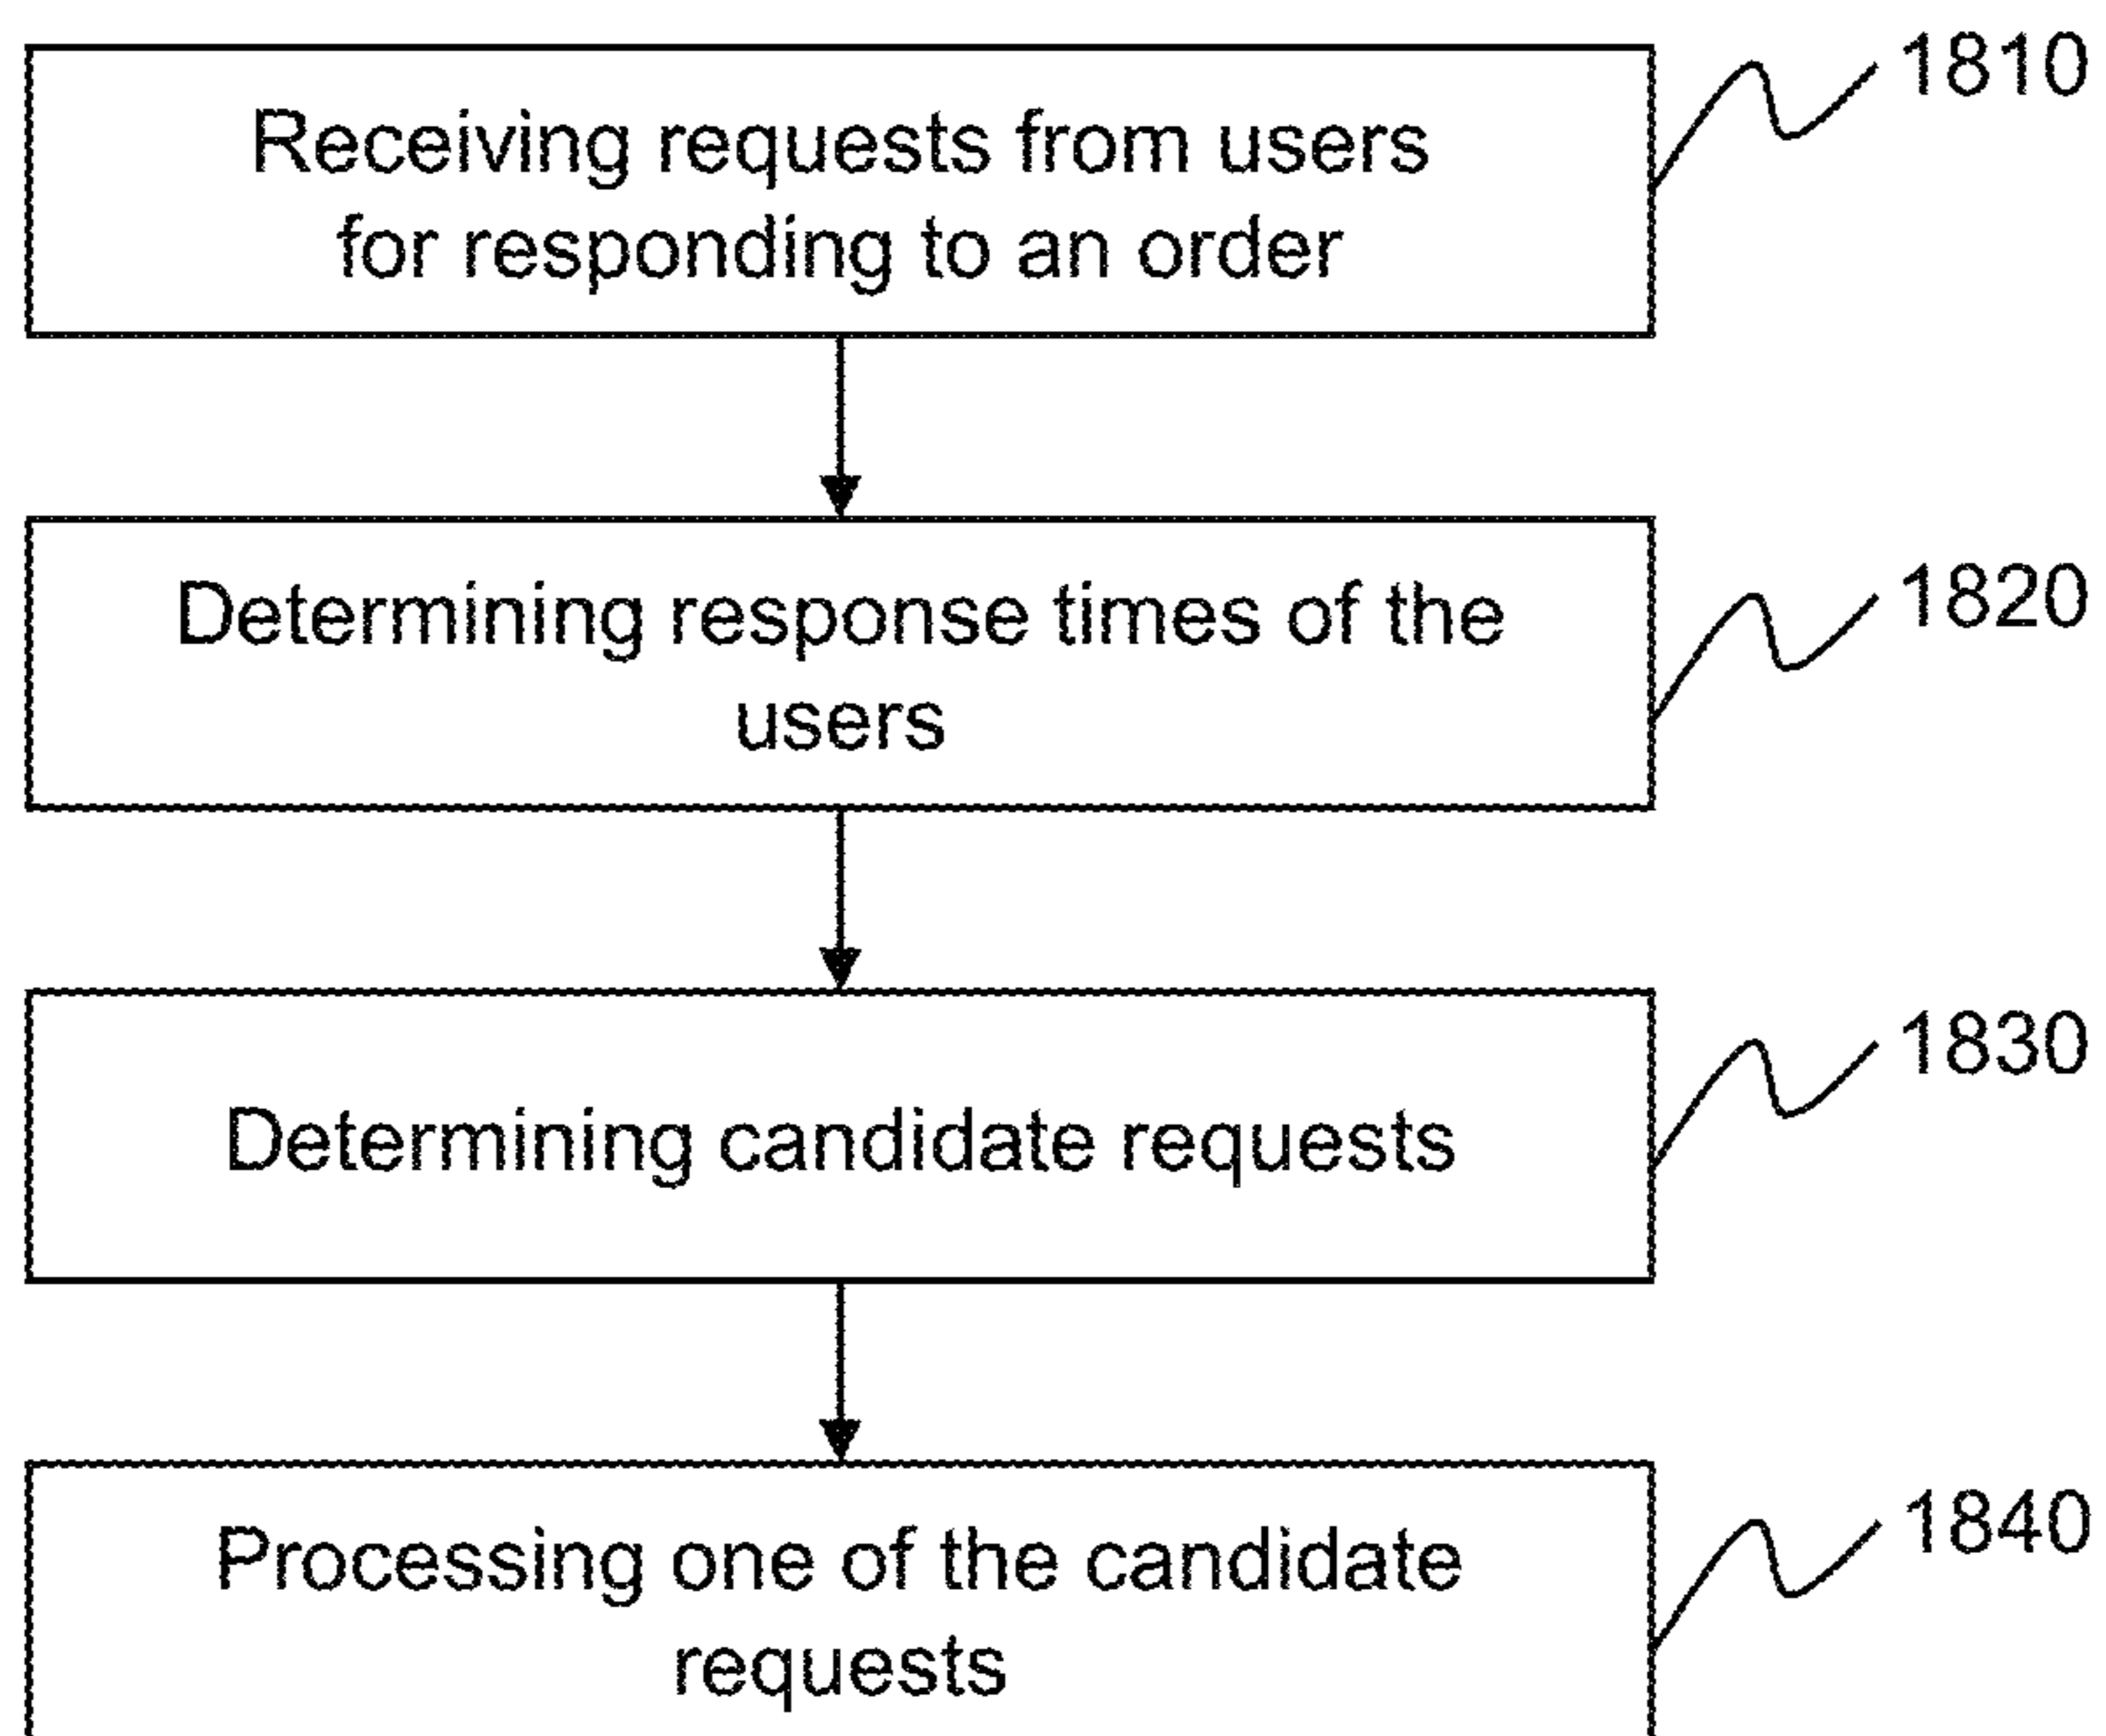 1810
Receiving requests from users
for responding to an order
1820
Determining response times of the
users
1830
Determining candidate requests
1840
Processing one of the candidate
requests